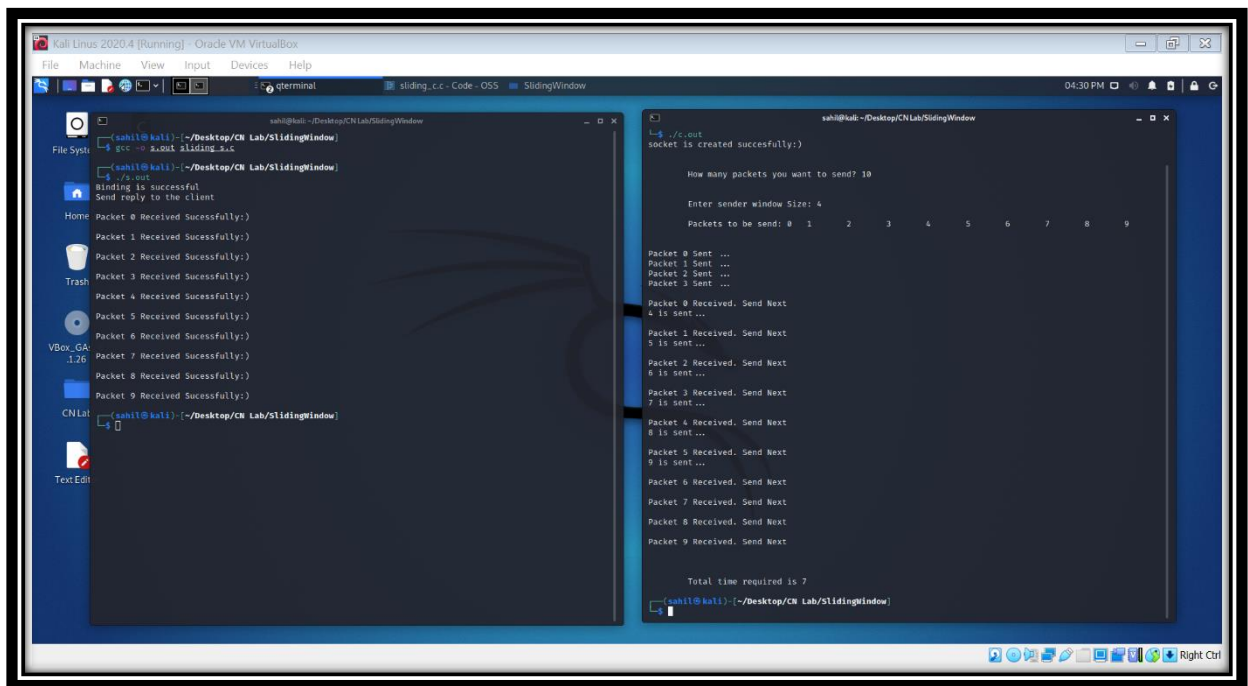 Kali Linus 2020.4 [Running] - Oracle VM VirtualBox
File Machine View Input Devices Help
qterminal sliding_c.c - Code - OSS SlidingWindow 04:30 PM
File Syste
Home
Trash
VBox_GA
.1.26
CN Lab
Text Edit
sahil@kali: ~/Desktop/CN Lab/SlidingWindow
(sahil㉿kali)-[~/Desktop/CN Lab/SlidingWindow]
$ gcc -o s.out sliding_s.c
(sahil㉿kali)-[~/Desktop/CN Lab/SlidingWindow]
$ ./s.out
Binding is successful
Send reply to the client
Packet 0 Received Sucessfully:)
Packet 1 Received Sucessfully:)
Packet 2 Received Sucessfully:)
Packet 3 Received Sucessfully:)
Packet 4 Received Sucessfully:)
Packet 5 Received Sucessfully:)
Packet 6 Received Sucessfully:)
Packet 7 Received Sucessfully:)
Packet 8 Received Sucessfully:)
Packet 9 Received Sucessfully:)
(sahil㉿kali)-[~/Desktop/CN Lab/SlidingWindow]
$
sahil@kali: ~/Desktop/CN Lab/SlidingWindow
$ ./c.out
socket is created succesfully:)
How many packets you want to send? 10
Enter sender window Size: 4
Packets to be send: 0 1 2 3 4 5 6 7 8 9
Packet 0 Sent ...
Packet 1 Sent ...
Packet 2 Sent ...
Packet 3 Sent ...
Packet 0 Received. Send Next
4 is sent...
Packet 1 Received. Send Next
5 is sent...
Packet 2 Received. Send Next
6 is sent...
Packet 3 Received. Send Next
7 is sent...
Packet 4 Received. Send Next
8 is sent...
Packet 5 Received. Send Next
9 is sent...
Packet 6 Received. Send Next
Packet 7 Received. Send Next
Packet 8 Received. Send Next
Packet 9 Received. Send Next
Total time required is 7
(sahil㉿kali)-[~/Desktop/CN Lab/SlidingWindow]
$
Right Ctrl